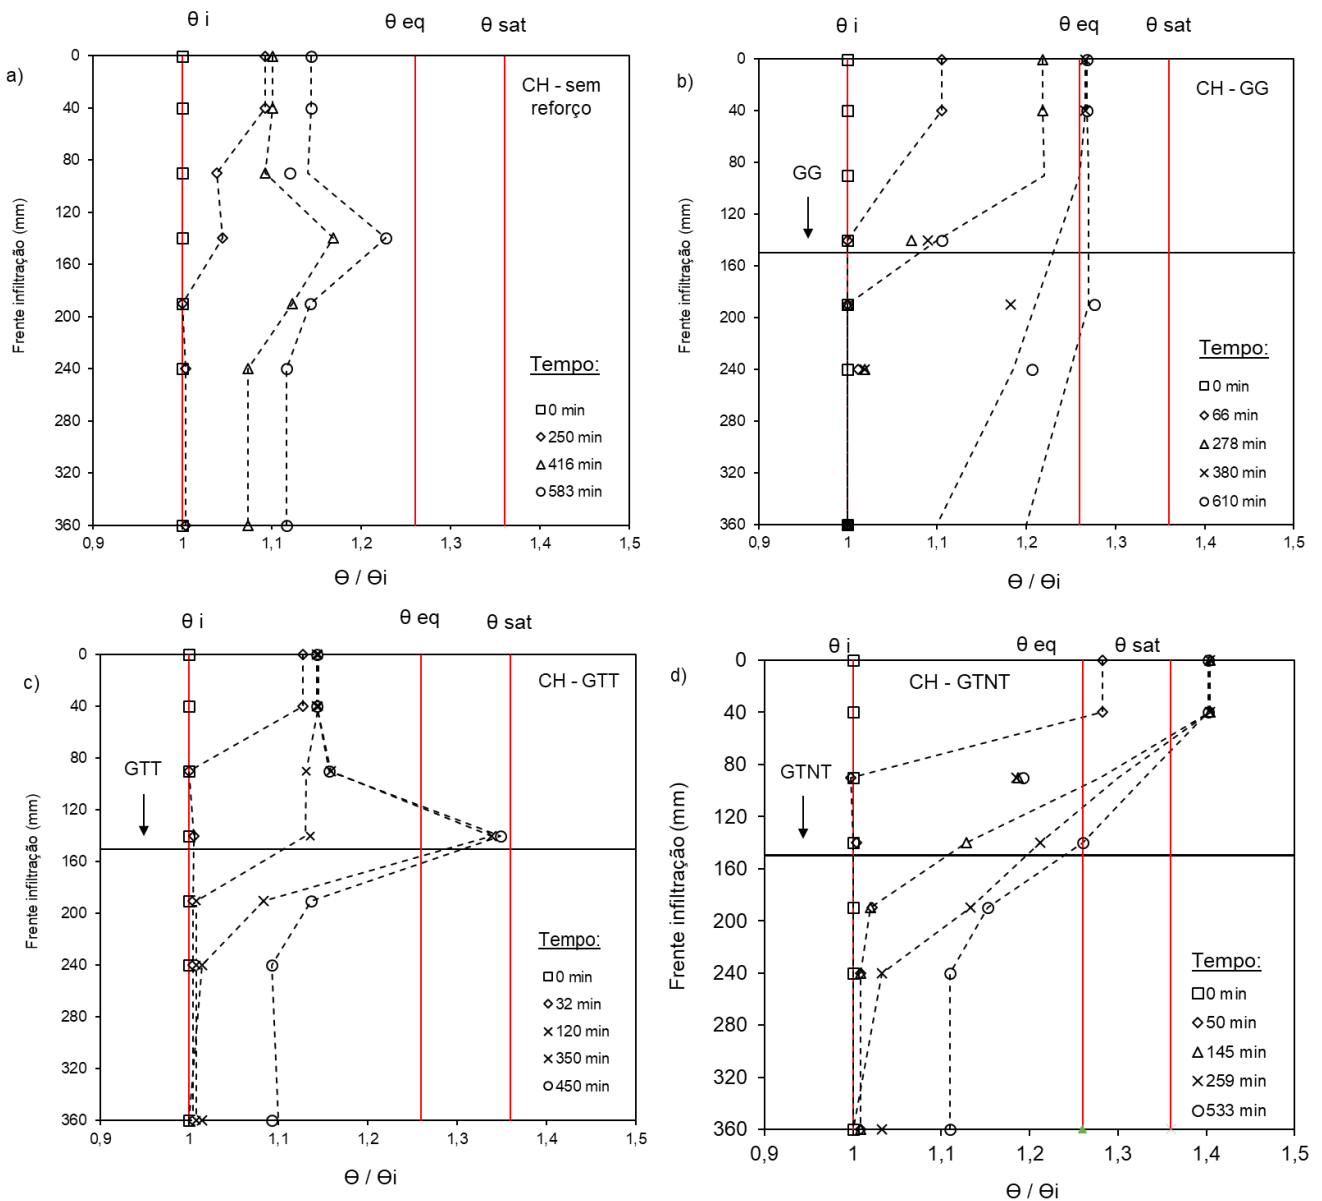 a)
θ i
θ eq
θ sat
CH - sem
reforço
Frente infiltração (mm)
0
40
80
120
160
200
240
280
320
360
Tempo:
0 min
250 min
416 min
583 min
0,9
1
1,1
1,2
1,3
1,4
1,5
Θ / Θi
b)
θ i
θ eq
θ sat
CH - GG
GG
Frente infiltração (mm)
0
40
80
120
160
200
240
280
320
360
Tempo:
0 min
66 min
278 min
380 min
610 min
0,9
1
1,1
1,2
1,3
1,4
1,5
Θ / Θi
c)
θ i
θ eq
θ sat
CH - GTT
GTT
Frente infiltração (mm)
0
40
80
120
160
200
240
280
320
360
Tempo:
0 min
32 min
120 min
350 min
450 min
0,9
1
1,1
1,2
1,3
1,4
1,5
Θ / Θi
d)
θ i
θ eq
θ sat
CH - GTNT
GTNT
Frente infiltração (mm)
0
40
80
120
160
200
240
280
320
360
Tempo:
0 min
50 min
145 min
259 min
533 min
0,9
1
1,1
1,2
1,3
1,4
1,5
Θ / Θi